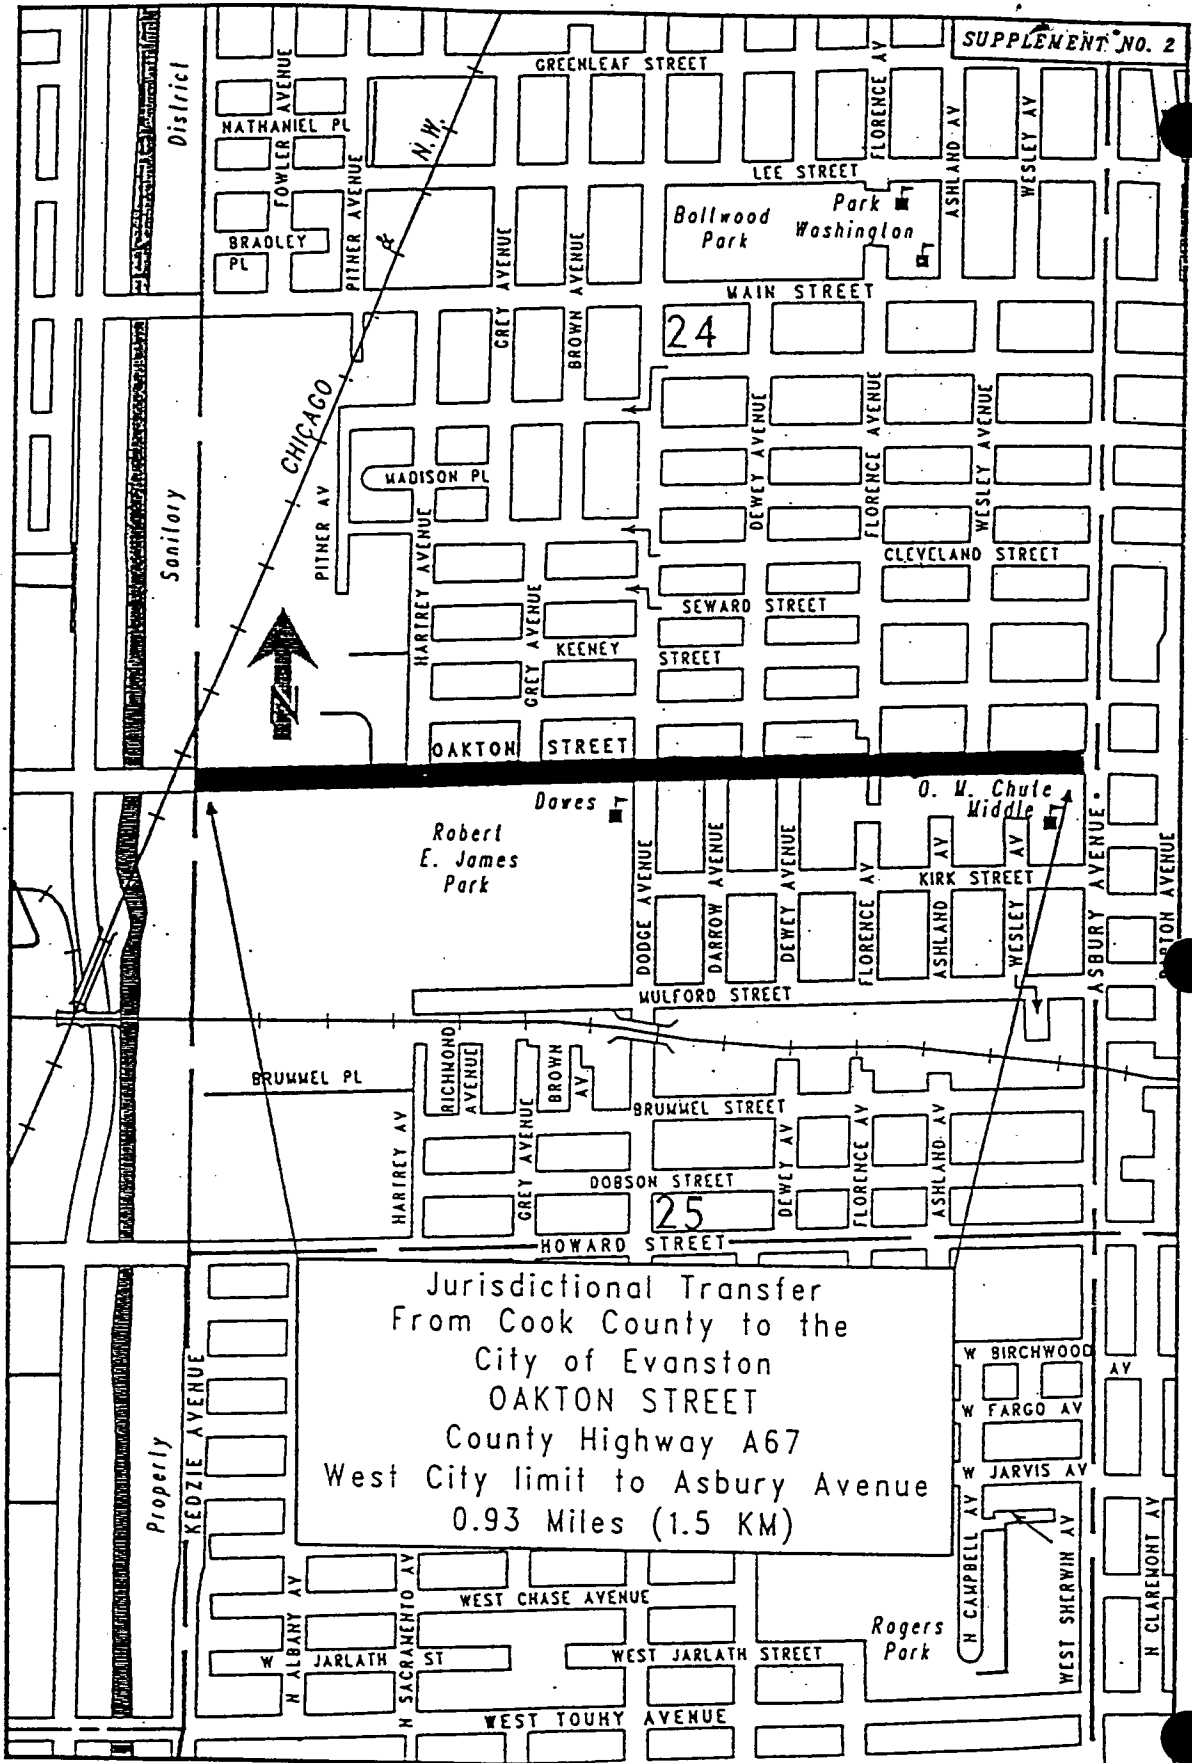 SUPPLEMENT NO. 2
GREENLEAF STREET
District
FOWLER AVENUE
NATHANIEL PL
PITNER AVENUE
N.W.
FLORENCE AV
ASHLAND AV
WESLEY AV
LEE STREET
BRADLEY
PL
GREY AVENUE
BROWN AVENUE
Bollwood
Park
Park
Washington
MAIN STREET
24
CHICAGO
Sanitary
PITNER AV
MADISON PL
HARTREY AVENUE
DEWEY AVENUE
FLORENCE AVENUE
WESLEY AVENUE
CLEVELAND STREET
SEWARD STREET
GREY AVENUE
KEENEY
STREET
N
OAKTON STREET
Dawes
O. M. Chute
Middle
Robert
E. James
Park
DODGE AVENUE
DARROW AVENUE
DEWEY AVENUE
FLORENCE AV
ASHLAND AV
WESLEY AV
KIRK STREET
ASBURY AVENUE
MULFORD STREET
BRUMMEL PL
RICHMOND
AVENUE
BROWN
AV
BRUMMEL STREET
HARTREY AV
GREY AVENUE
DEWEY AV
FLORENCE AV
ASHLAND AV
DOBSON STREET
25
HOWARD STREET
Jurisdictional Transfer
From Cook County to the
City of Evanston
OAKTON STREET
County Highway A67
West City limit to Asbury Avenue
0.93 Miles (1.5 KM)
Property
KEDZIE AVENUE
W BIRCHWOOD
AV
W FARGO AV
W JARVIS AV
N CAMPBELL AV
WEST SHERWIN AV
N CLAREMONT AV
N ALBANY AV
N SACRAMENTO AV
WEST CHASE AVENUE
W JARLATH ST
WEST JARLATH STREET
Rogers
Park
WEST TOUHY AVENUE